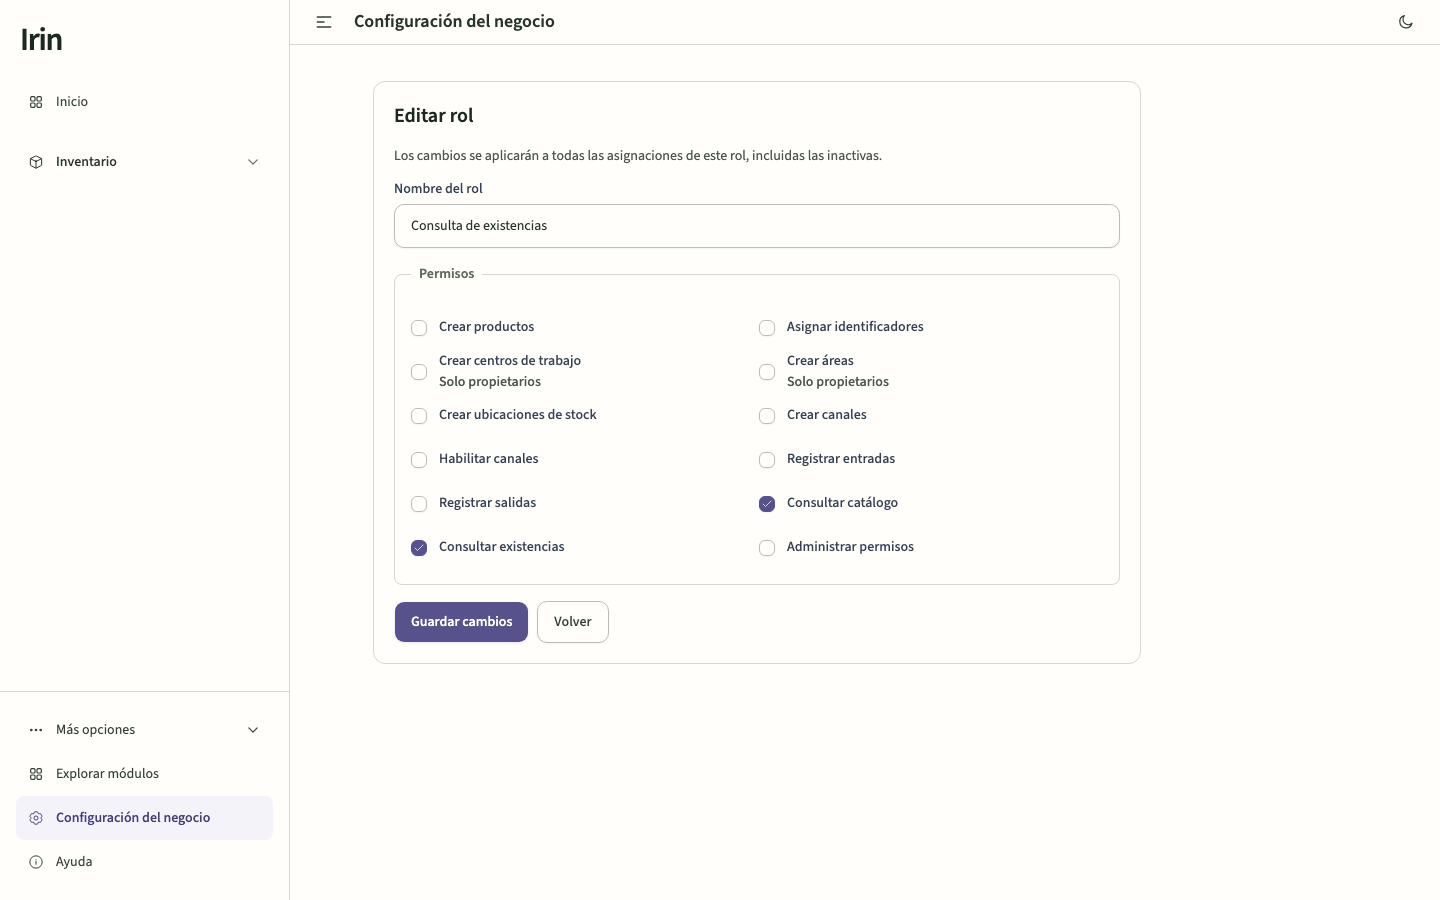 Irin
Inicio
Inventario
Más opciones
Explorar módulos
Configuración del negocio
Ayuda
Configuración del negocio
Editar rol
Los cambios se aplicarán a todas las asignaciones de este rol, incluidas las inactivas.
Nombre del rol
Consulta de existencias
Permisos
Crear productos
Asignar identificadores
Crear centros de trabajo
Solo propietarios
Crear áreas
Solo propietarios
Crear ubicaciones de stock
Crear canales
Habilitar canales
Registrar entradas
Registrar salidas
Consultar catálogo
Consultar existencias
Administrar permisos
Guardar cambios
Volver